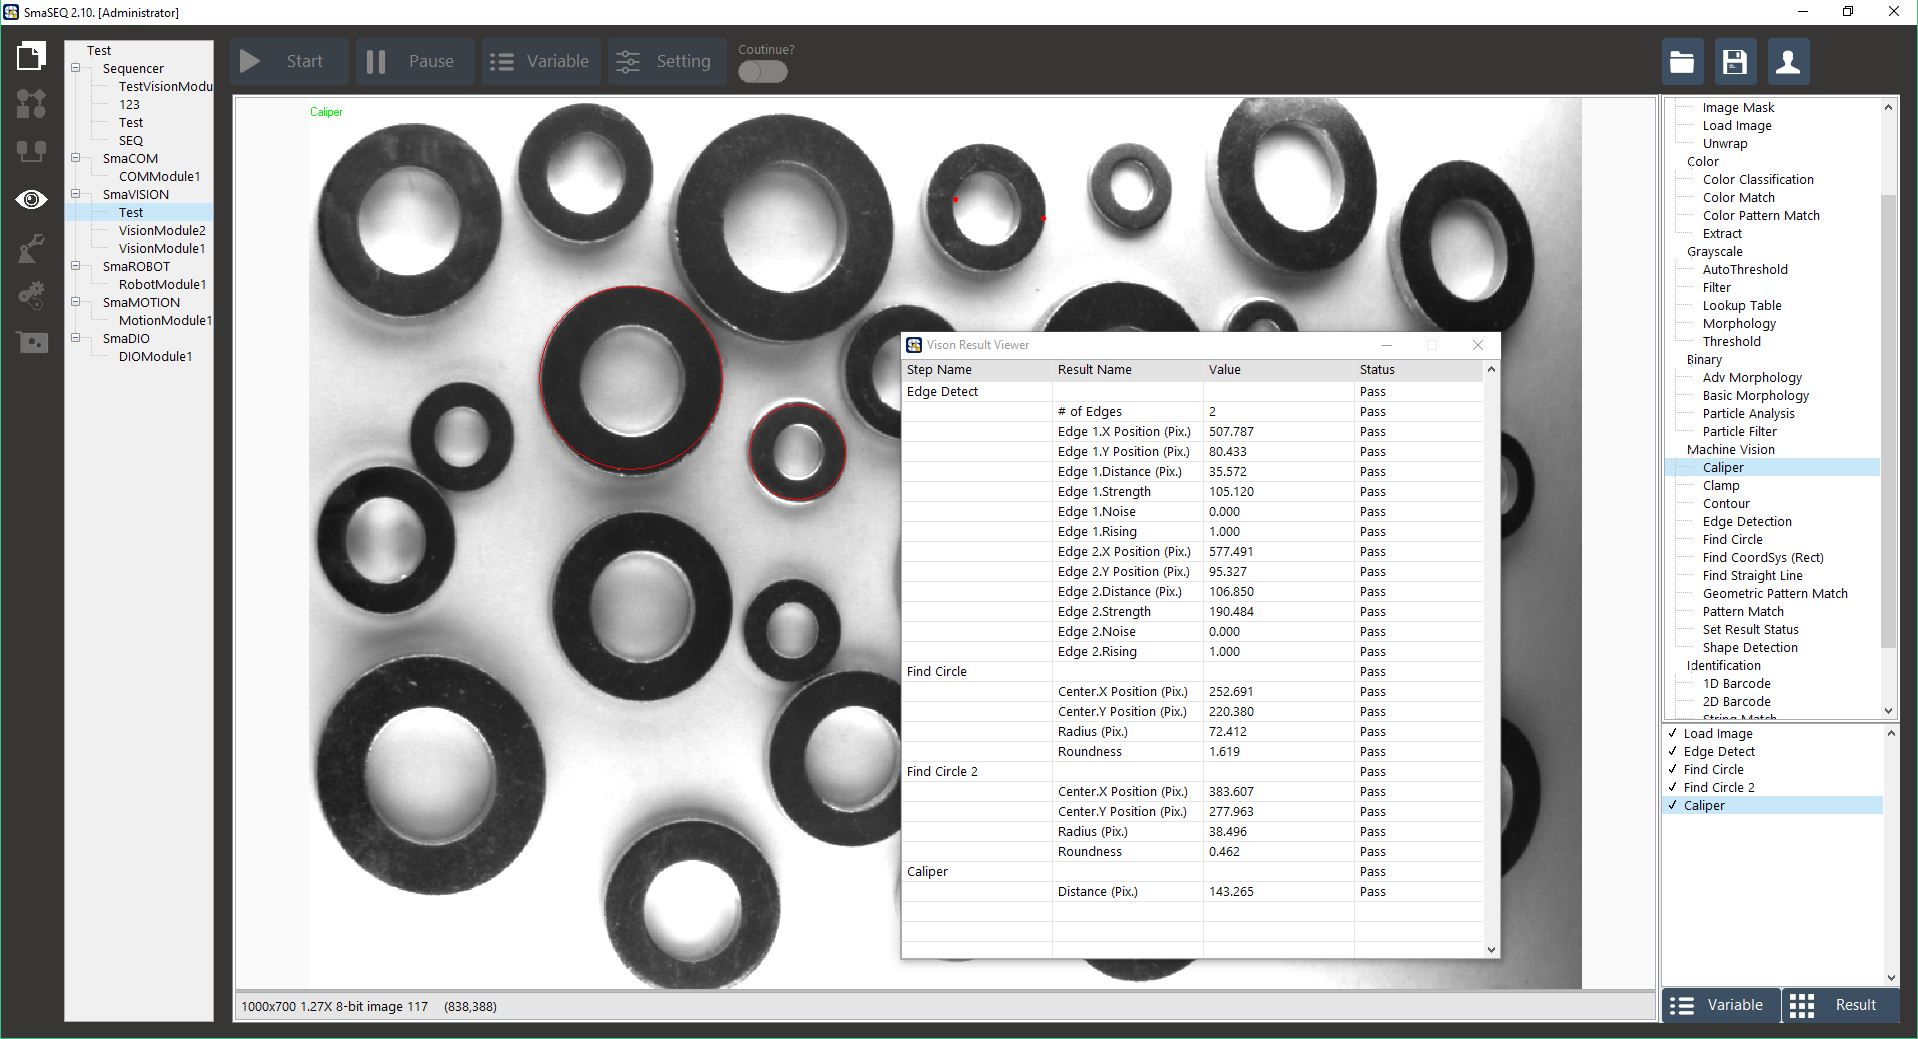 SmaSEQ 2.10. [Administrator]
Test
Sequencer
TestVisionModu
123
Test
SEQ
SmaCOM
COMModule1
SmaVISION
Test
VisionModule2
VisionModule1
SmaROBOT
RobotModule1
SmaMOTION
MotionModule1
SmaDIO
DIOModule1
Start
Pause
Variable
Setting
Coutinue?
Caliper
Vison Result Viewer
Step Name Result Name Value Status
Edge Detect Pass
# of Edges 2 Pass
Edge 1.X Position (Pix.) 507.787 Pass
Edge 1.Y Position (Pix.) 80.433 Pass
Edge 1.Distance (Pix.) 35.572 Pass
Edge 1.Strength 105.120 Pass
Edge 1.Noise 0.000 Pass
Edge 1.Rising 1.000 Pass
Edge 2.X Position (Pix.) 577.491 Pass
Edge 2.Y Position (Pix.) 95.327 Pass
Edge 2.Distance (Pix.) 106.850 Pass
Edge 2.Strength 190.484 Pass
Edge 2.Noise 0.000 Pass
Edge 2.Rising 1.000 Pass
Find Circle Pass
Center.X Position (Pix.) 252.691 Pass
Center.Y Position (Pix.) 220.380 Pass
Radius (Pix.) 72.412 Pass
Roundness 1.619 Pass
Find Circle 2 Pass
Center.X Position (Pix.) 383.607 Pass
Center.Y Position (Pix.) 277.963 Pass
Radius (Pix.) 38.496 Pass
Roundness 0.462 Pass
Caliper Pass
Distance (Pix.) 143.265 Pass
1000x700 1.27X 8-bit image 117 (838,388)
Image Mask
Load Image
Unwrap
Color
Color Classification
Color Match
Color Pattern Match
Extract
Grayscale
AutoThreshold
Filter
Lookup Table
Morphology
Threshold
Binary
Adv Morphology
Basic Morphology
Particle Analysis
Particle Filter
Machine Vision
Caliper
Clamp
Contour
Edge Detection
Find Circle
Find CoordSys (Rect)
Find Straight Line
Geometric Pattern Match
Pattern Match
Set Result Status
Shape Detection
Identification
1D Barcode
2D Barcode
String Match
Load Image
Edge Detect
Find Circle
Find Circle 2
Caliper
Variable
Result